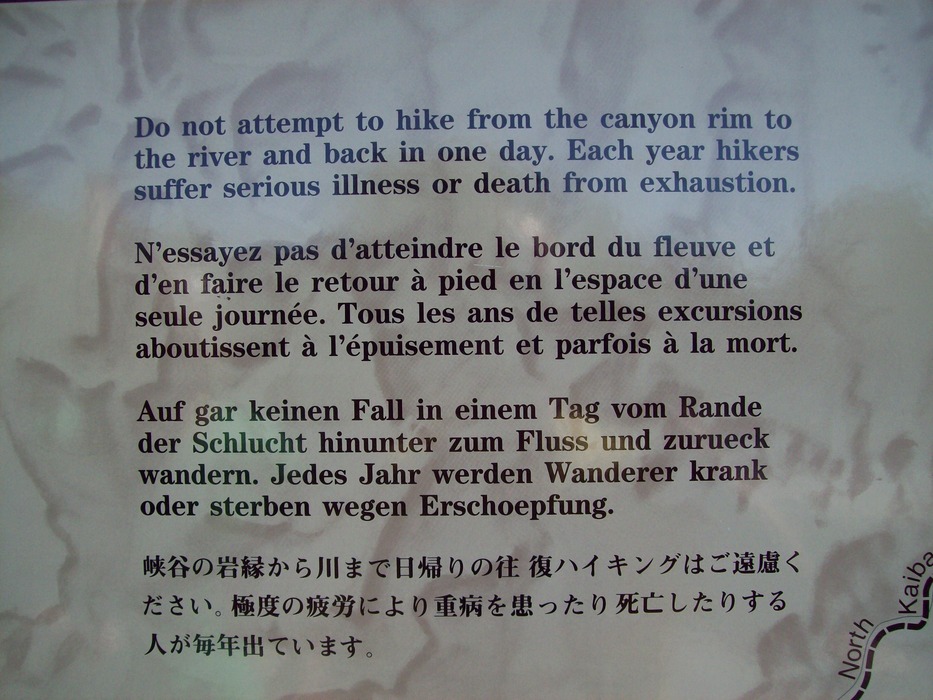 Do not attempt to hike from the canyon rim to
the river and back in one day. Each year hikers
suffer serious illness or death from exhaustion.
N'essayez pas d'atteindre le bord du fleuve et
d'en faire le retour à pied en l'espace d'une
seule journée. Tous les ans de telles excursions
aboutissent à l'épuisement et parfois à la mort.
Auf gar keinen Fall in einem Tag vom Rande
der Schlucht hinunter zum Fluss und zurueck
wandern. Jedes Jahr werden Wanderer krank
oder sterben wegen Erschoepfung.
峡谷の岩縁から川まで日帰りの往 復ハイキングはご遠慮く
ださい。極度の疲労により重病を患ったり死亡したりする
人が毎年出ています。
North